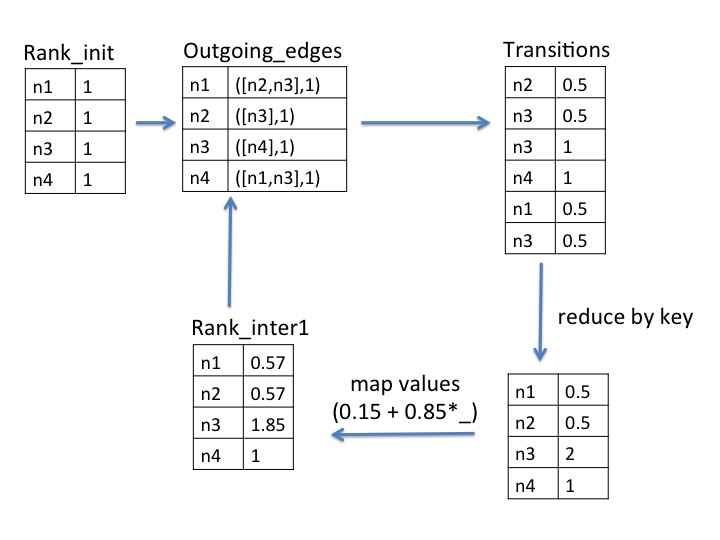 Rank_init
n1 1
n2 1
n3 1
n4 1
Outgoing_edges
n1 ([n2,n3],1)
n2 ([n3],1)
n3 ([n4],1)
n4 ([n1,n3],1)
Transitions
n2 0.5
n3 0.5
n3 1
n4 1
n1 0.5
n3 0.5
reduce by key
n1 0.5
n2 0.5
n3 2
n4 1
map values
(0.15 + 0.85*_)
Rank_inter1
n1 0.57
n2 0.57
n3 1.85
n4 1